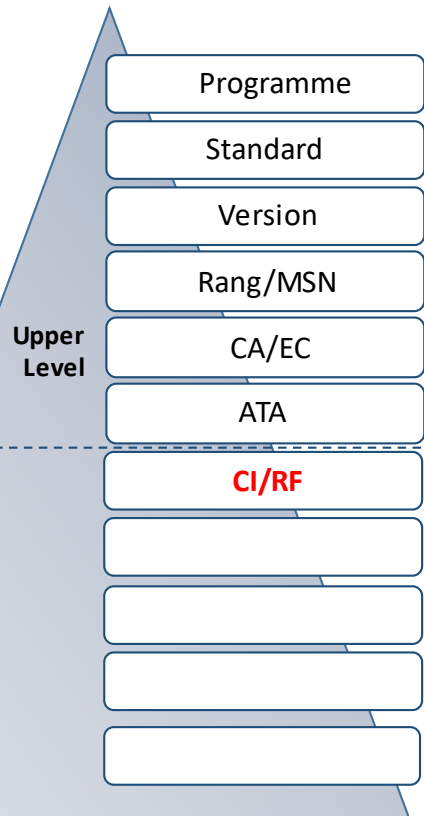 Programme
Standard
Version
Rang/MSN
Upper
Level
CA/EC
ATA
CI/RF